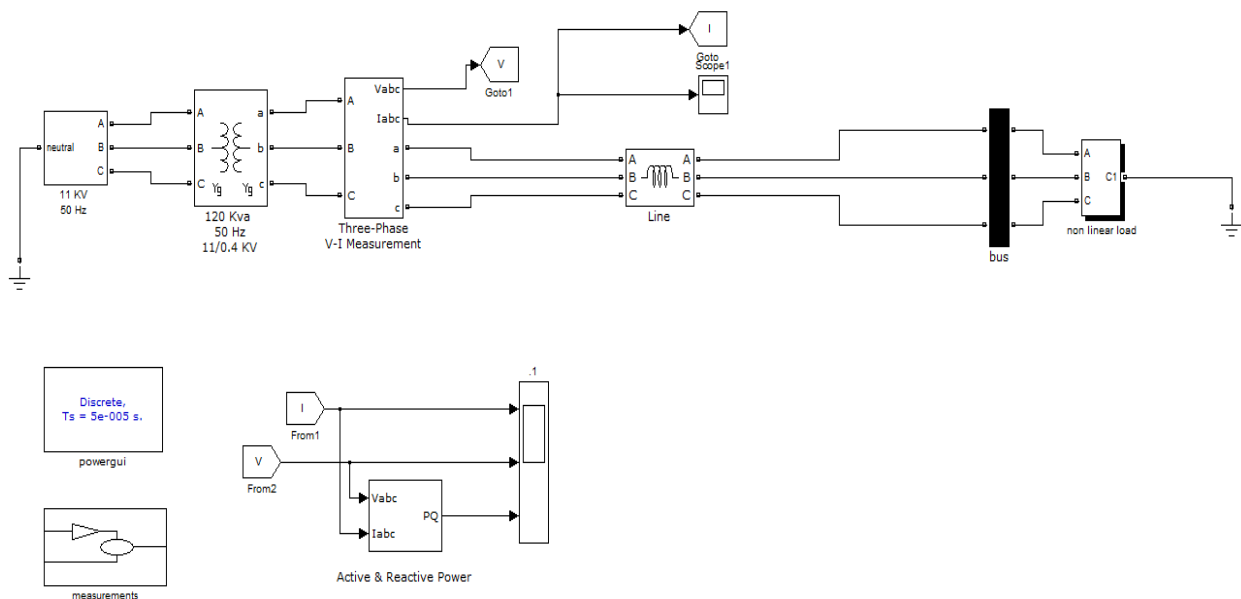 I
Goto
Scope1
V
Goto1
Vabc
Iabc
A
B
C
a
b
c
Three-Phase
V-I Measurement
neutral
A
B
C
11 KV
50 Hz
A
B
C
a
b
c
Yg
Yg
120 Kva
50 Hz
11/0.4 KV
A
B
C
A
B
C
Line
bus
A
B
C
C1
non linear load
Discrete,
Ts = 5e-005 s.
powergui
.1
I
From1
V
From2
Vabc
Iabc
PQ
Active & Reactive Power
measurements